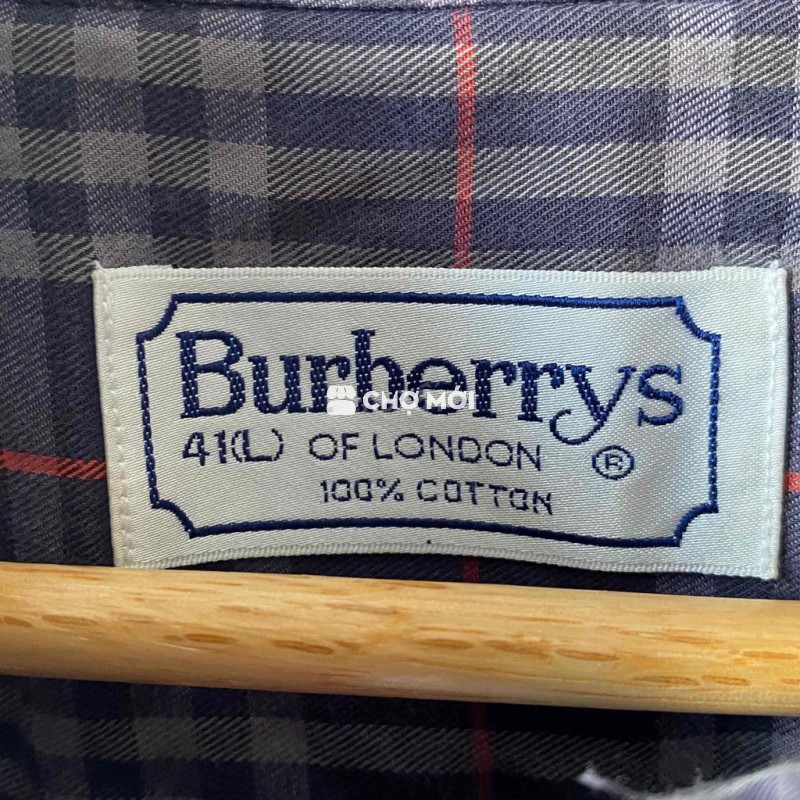 Burberrys
CHỢ MỚI
41(L) OF LONDON ®
100% COTTON